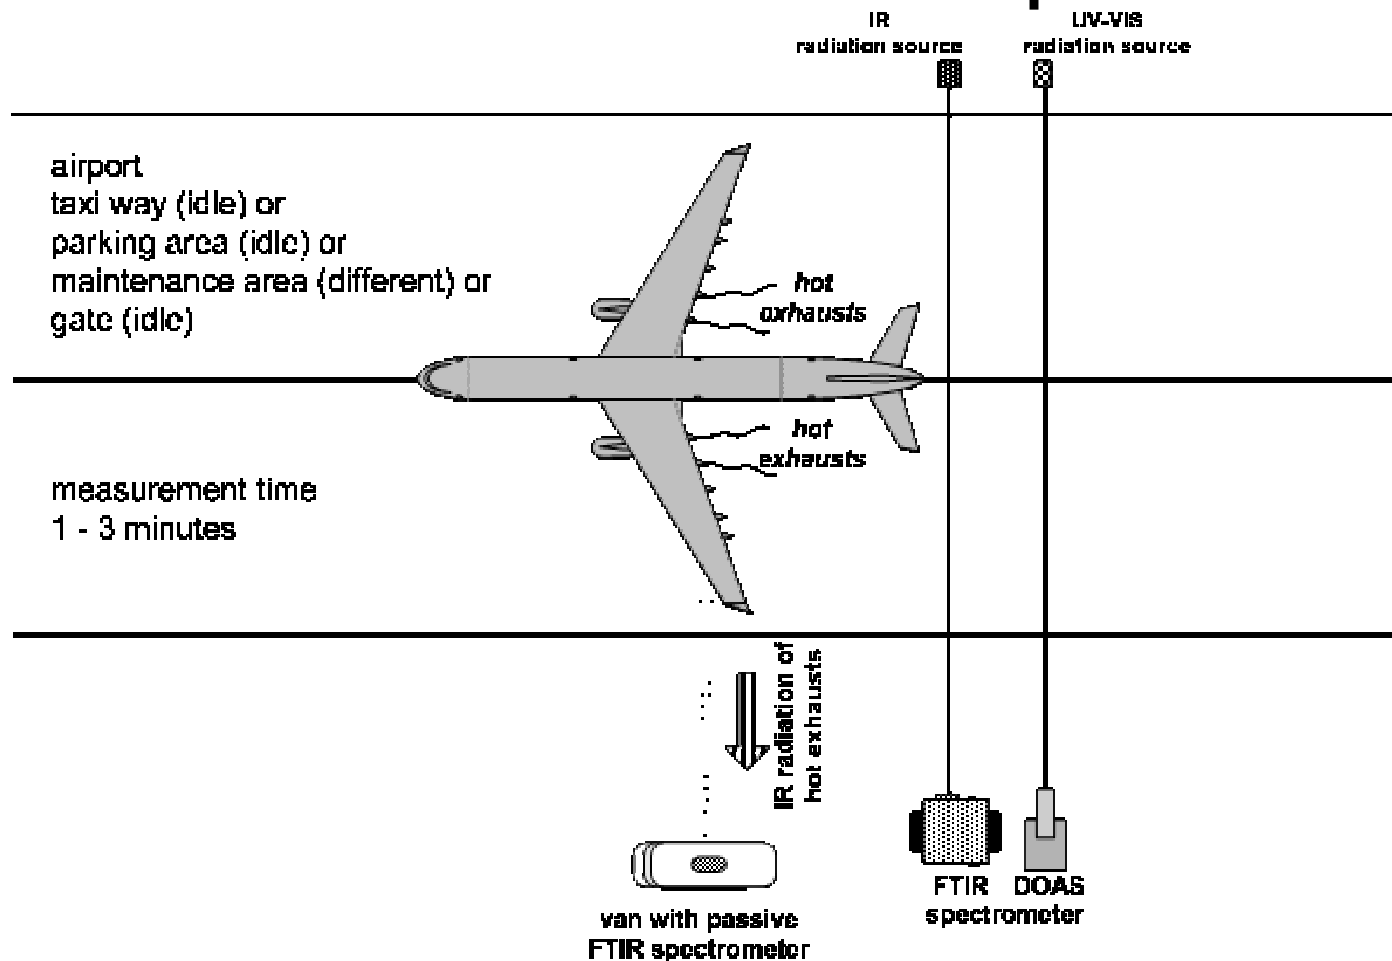 IR
radiation source
UV-VIS
radiation source
airport
taxi way (idle) or
parking area (idle) or
maintenance area (different) or
gate (idle)
hot
exhausts
hot
exhausts
measurement time
1 - 3 minutes
IR radiation of
hot exhausts
FTIR DOAS
spectrometer
van with passive
FTIR spectrometer